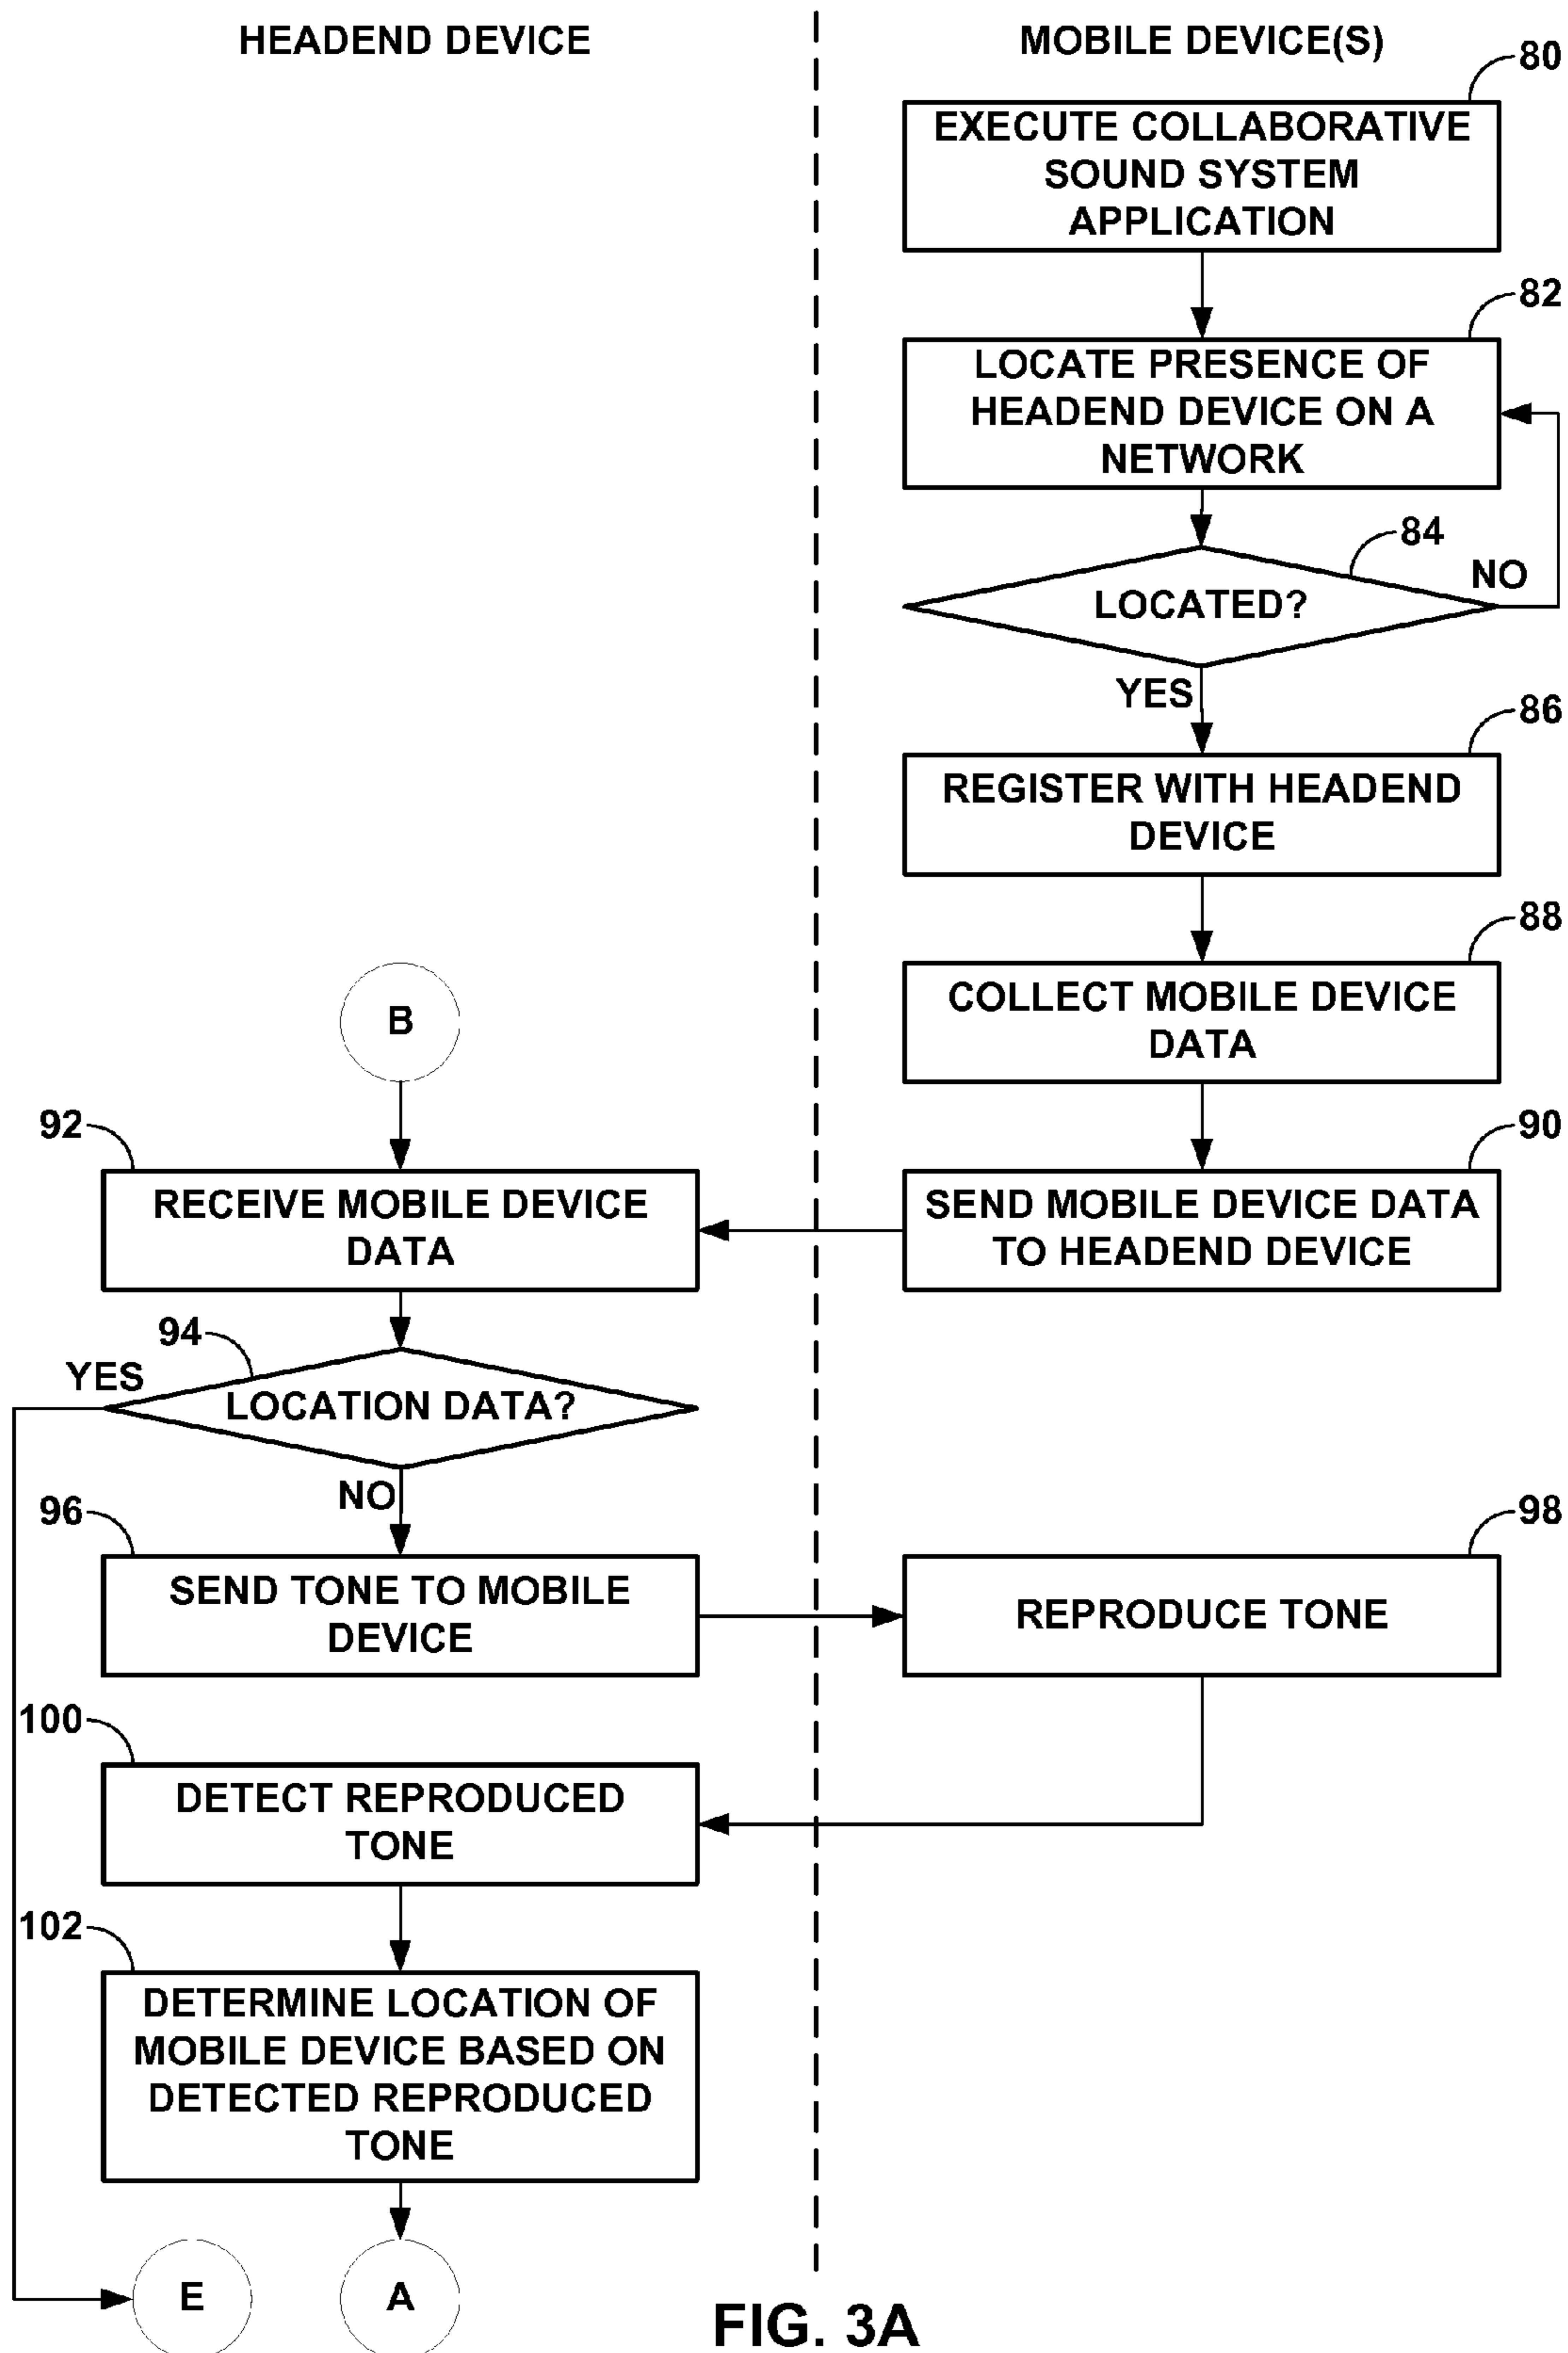 HEADEND DEVICE
MOBILE DEVICE(S)
80
EXECUTE COLLABORATIVE
SOUND SYSTEM
APPLICATION
82
LOCATE PRESENCE OF
HEADEND DEVICE ON A
NETWORK
84
NO
LOCATED?
YES
86
REGISTER WITH HEADEND
DEVICE
88
COLLECT MOBILE DEVICE
DATA
B
92
90
RECEIVE MOBILE DEVICE
DATA
SEND MOBILE DEVICE DATA
TO HEADEND DEVICE
94
YES
LOCATION DATA?
NO
96
98
SEND TONE TO MOBILE
DEVICE
REPRODUCE TONE
100
DETECT REPRODUCED
TONE
102
DETERMINE LOCATION OF
MOBILE DEVICE BASED ON
DETECTED REPRODUCED
TONE
E
A
FIG. 3A